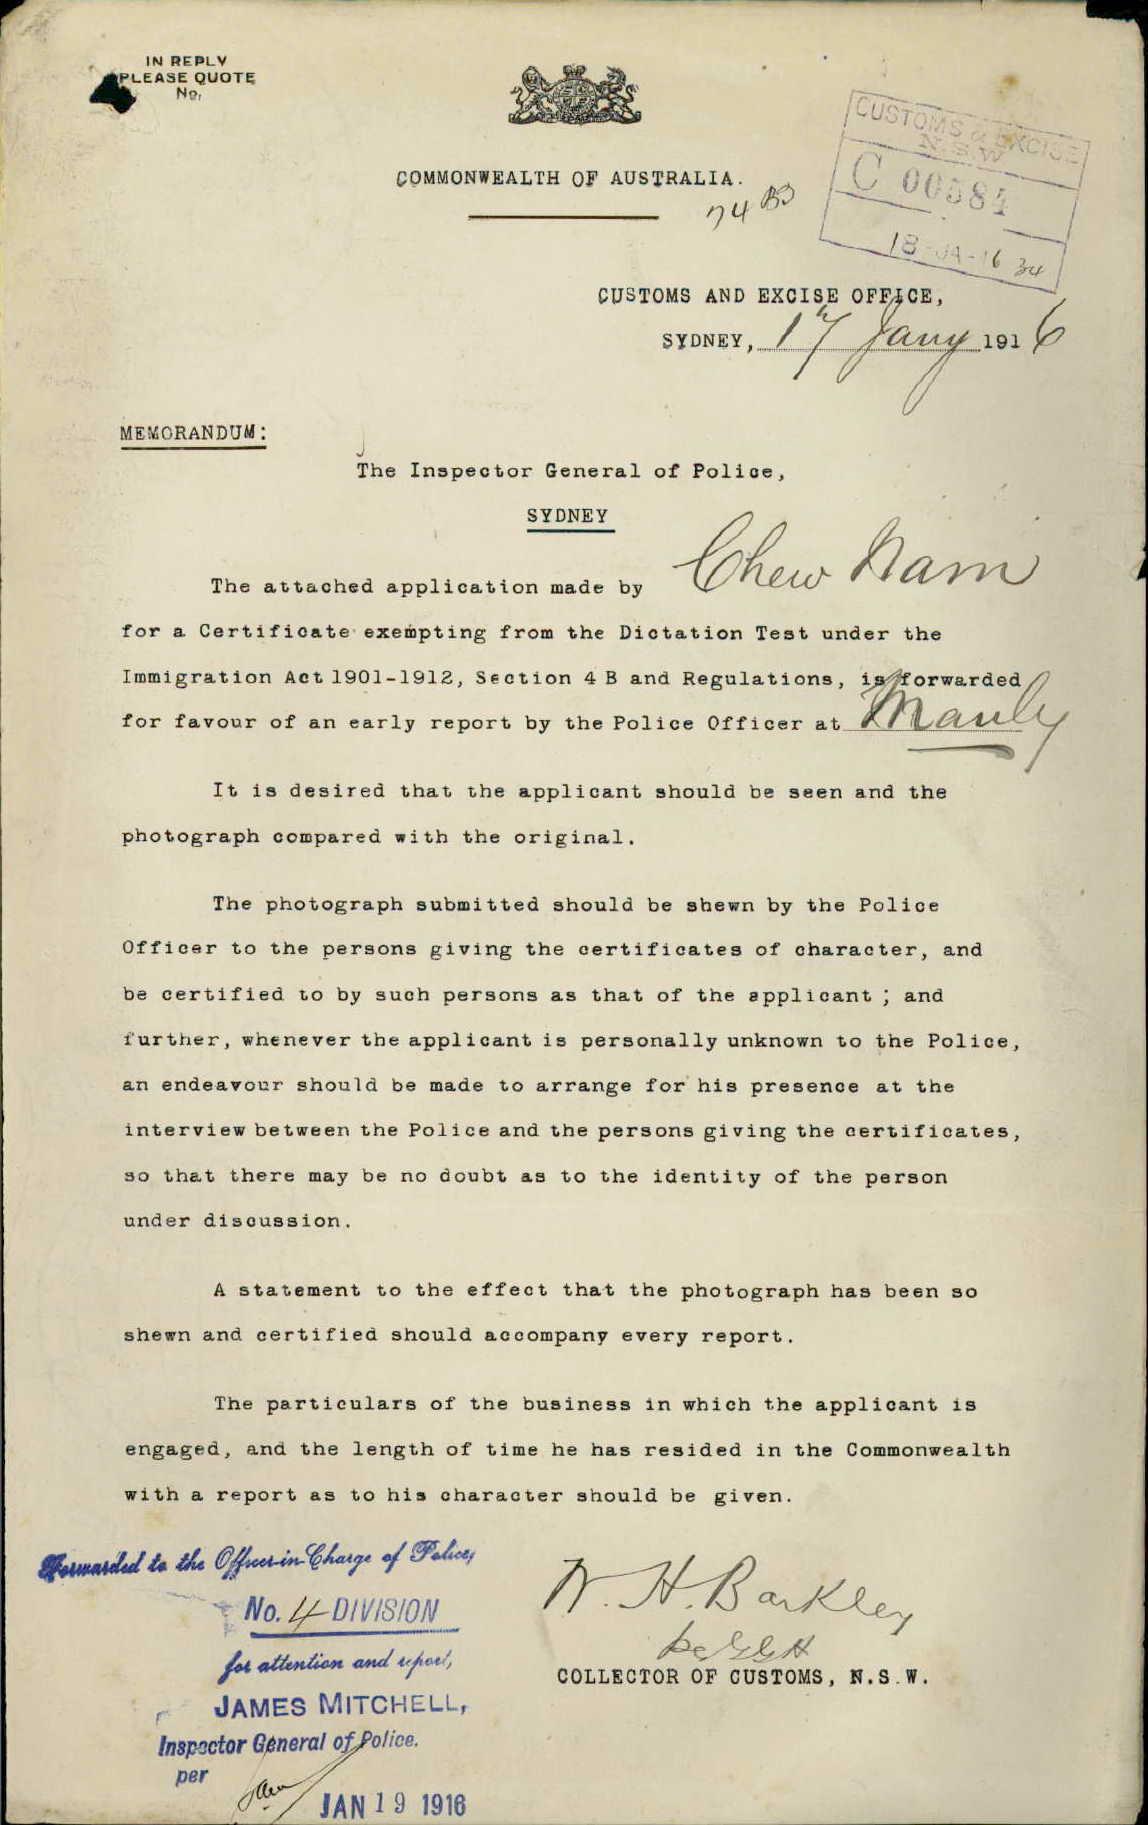 IN REPLY
PLEASE QUOTE
No.
COMMONWEALTH OF AUSTRALIA.
74 B3
CUSTOMS & EXCISE
N.S.W
C 00584
18-JA-16 34
CUSTOMS AND EXCISE OFFICE,
SYDNEY, 17 Jany 1916
MEMORANDUM:
The Inspector General of Police,
SYDNEY
The attached application made by Chew Nam
for a Certificate exempting from the Dictation Test under the
Immigration Act 1901-1912, Section 4 B and Regulations, is forwarded
for favour of an early report by the Police Officer at Manly
It is desired that the applicant should be seen and the
photograph compared with the original.
The photograph submitted should be shewn by the Police
Officer to the persons giving the certificates of character, and
be certified to by such persons as that of the applicant ; and
further, whenever the applicant is personally unknown to the Police,
an endeavour should be made to arrange for his presence at the
interview between the Police and the persons giving the certificates,
so that there may be no doubt as to the identity of the person
under discussion.
A statement to the effect that the photograph has been so
shewn and certified should accompany every report.
The particulars of the business in which the applicant is
engaged, and the length of time he has resided in the Commonwealth
with a report as to his character should be given.
W. H. Barkley
COLLECTOR OF CUSTOMS, N.S.W.
Forwarded to the Officer-in-Charge of Police,
No. 4 DIVISION
for attention and report,
JAMES MITCHELL,
Inspector General of Police.
per
JAN 19 1916